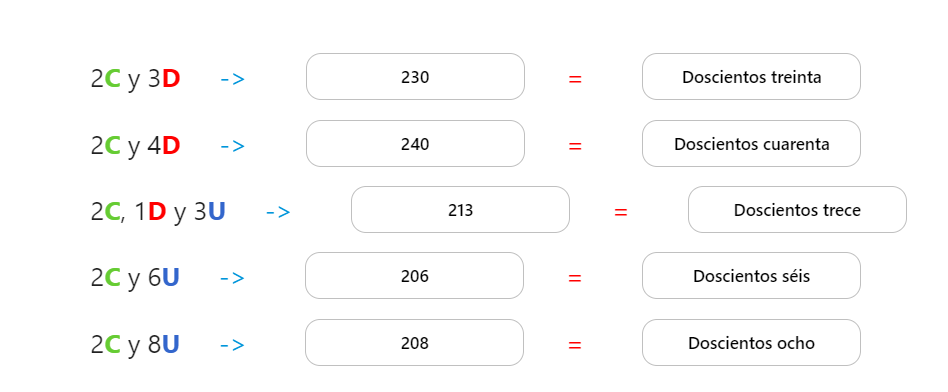 2C y 3D -> 230 = Doscientos treinta
2C y 4D -> 240 = Doscientos cuarenta
2C, 1D y 3U -> 213 = Doscientos trece
2C y 6U -> 206 = Doscientos séis
2C y 8U -> 208 = Doscientos ocho